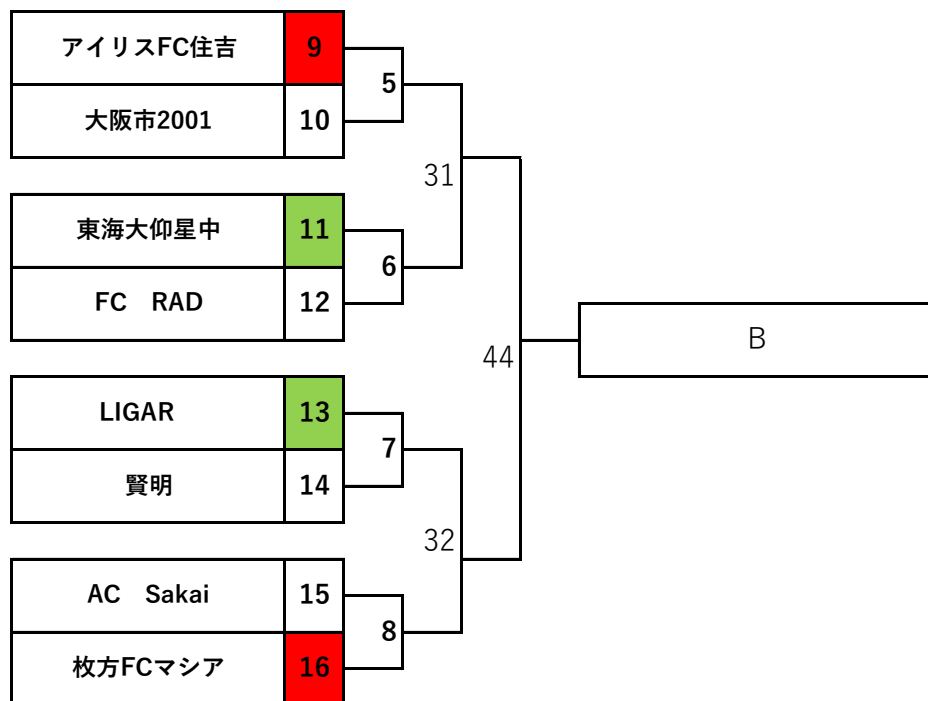 アイリスFC住吉 9
5
大阪市2001 10
31
東海大仰星中 11
6
FC　RAD 12
B
44
LIGAR 13
7
賢明 14
32
AC　Sakai 15
8
枚方FCマシア 16